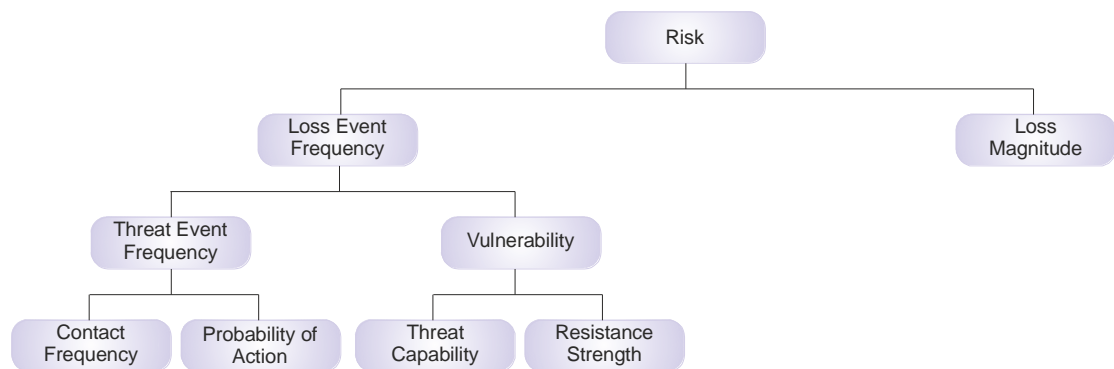 Risk
Loss Event
Frequency
Loss
Magnitude
Threat Event
Frequency
Vulnerability
Contact
Frequency
Probability of
Action
Threat
Capability
Resistance
Strength